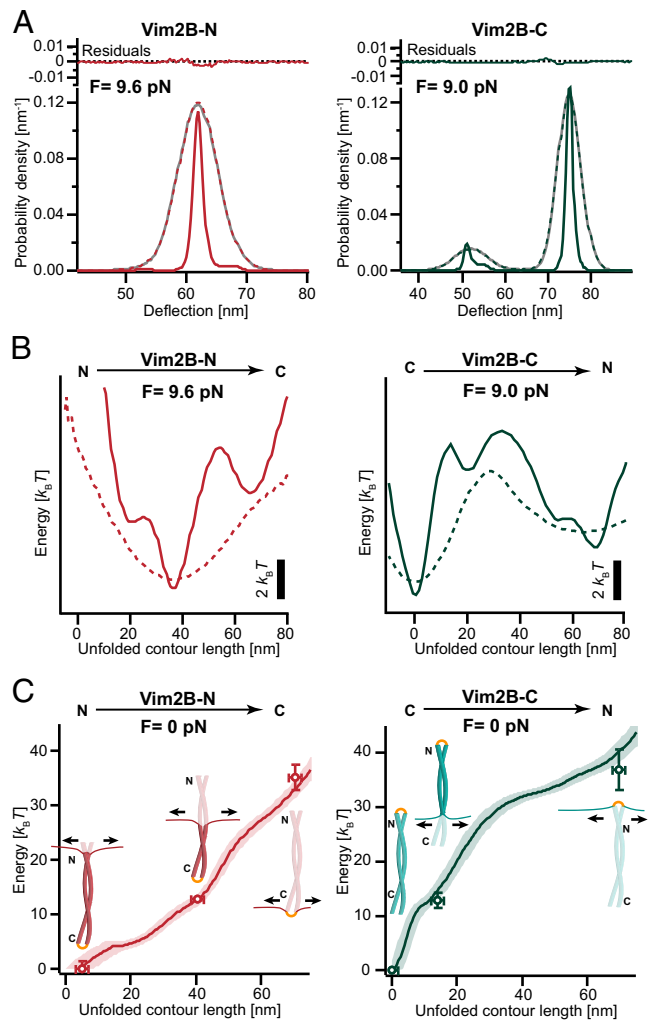 A
Vim2B-N
Vim2B-C
0.01
0
-0.01
Residuals
F= 9.6 pN
Probability density [nm⁻¹]
0.12
0.08
0.04
0.00
50
60
70
80
Deflection [nm]
0.01
0
-0.01
Residuals
F= 9.0 pN
Probability density [nm⁻¹]
0.12
0.08
0.04
0.00
40
50
60
70
80
Deflection [nm]
B
N
Vim2B-N
C
F= 9.6 pN
Energy [kBT]
2 kBT
0
20
40
60
80
Unfolded contour length [nm]
C
Vim2B-C
N
F= 9.0 pN
Energy [kBT]
2 kBT
0
20
40
60
80
Unfolded contour length [nm]
C
N
Vim2B-N
C
F= 0 pN
Energy [kBT]
40
30
20
10
0
N
C
N
C
N
C
0
20
40
60
Unfolded contour length [nm]
C
Vim2B-C
N
F= 0 pN
Energy [kBT]
40
30
20
10
0
N
C
N
C
N
C
0
20
40
60
Unfolded contour length [nm]